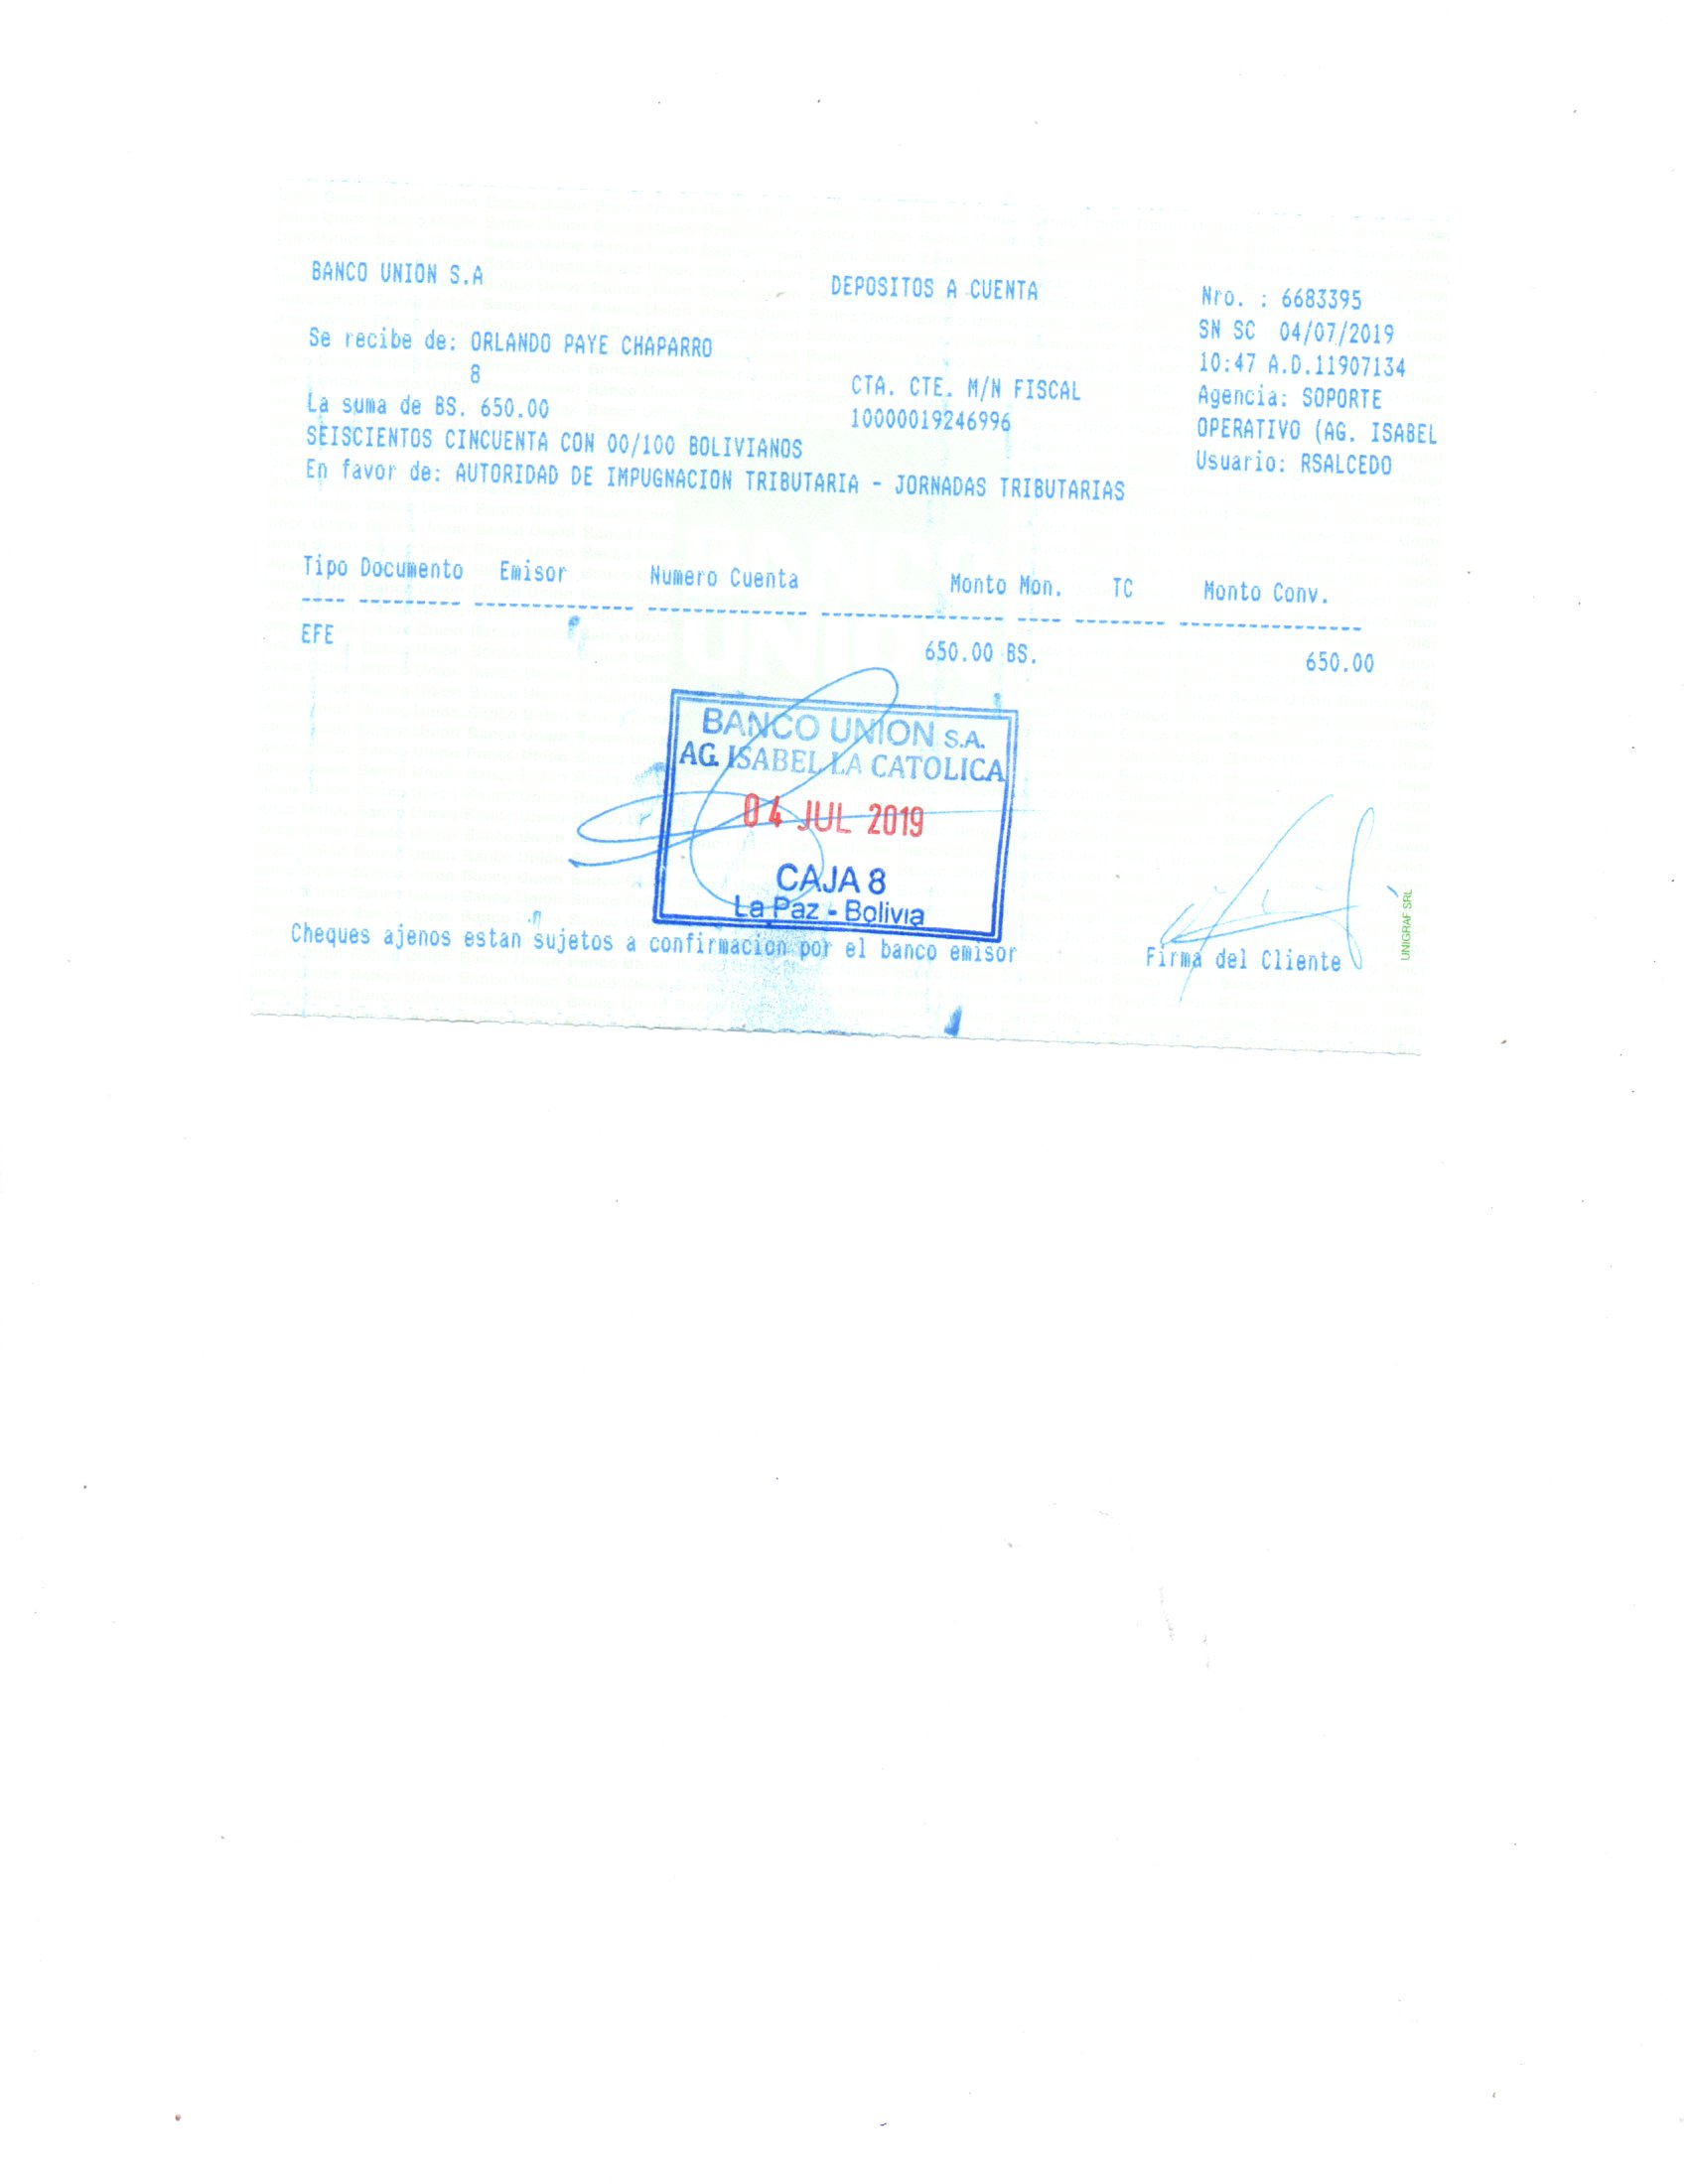 BANCO UNION S.A
DEPOSITOS A CUENTA
Nro. : 6683395
SN SC 04/07/2019
10:47 A.D.11907134
Agencia: SOPORTE
OPERATIVO (AG. ISABEL
Usuario: RSALCEDO
Se recibe de: ORLANDO PAYE CHAPARRO
8
CTA. CTE. M/N FISCAL
10000019246996
La suma de BS. 650.00
SEISCIENTOS CINCUENTA CON 00/100 BOLIVIANOS
En favor de: AUTORIDAD DE IMPUGNACION TRIBUTARIA - JORNADAS TRIBUTARIAS
Tipo Documento Emisor Numero Cuenta Monto Mon. TC Monto Conv.
EFE 650.00 BS. 650.00
BANCO UNION S.A.
AG. ISABEL LA CATOLICA
04 JUL 2019
CAJA 8
La Paz - Bolivia
Cheques ajenos estan sujetos a confirmacion por el banco emisor
Firma del Cliente
UNIGRAF SRL